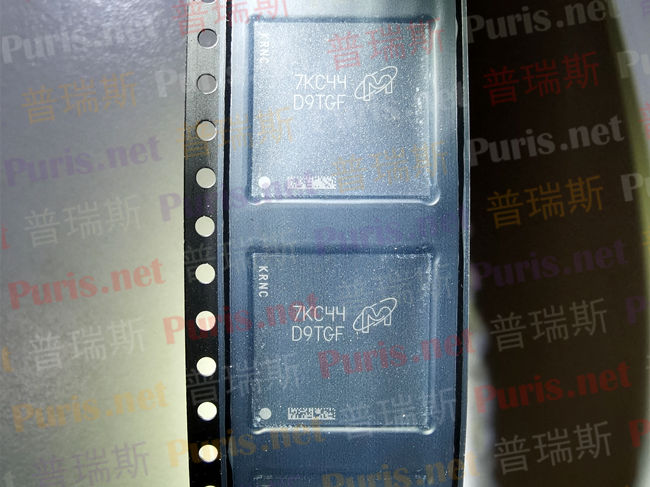 KRNC
7KC44
D9TGF
KRNC
7KC44
D9TGF
普瑞斯 Puris.net